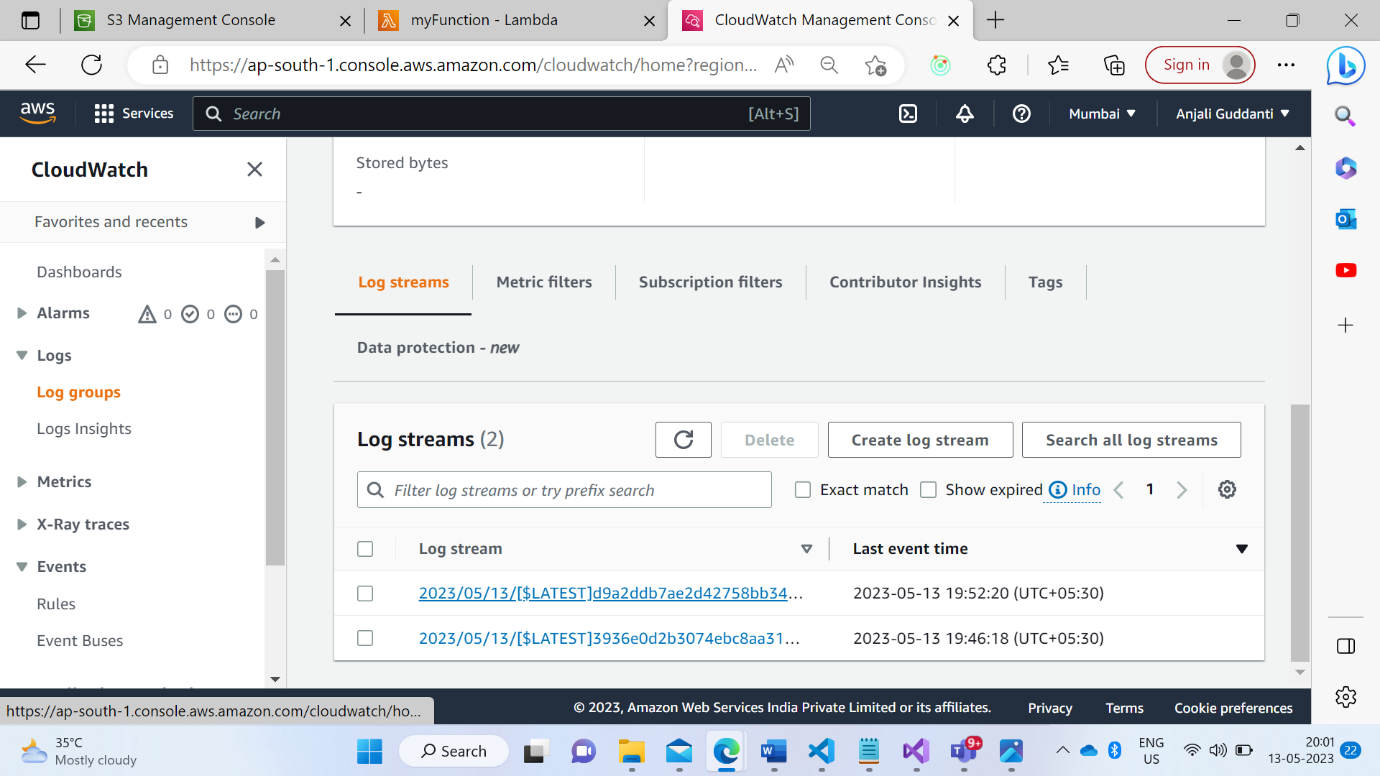 S3 Management Console
myFunction - Lambda
CloudWatch Management Conso
https://ap-south-1.console.aws.amazon.com/cloudwatch/home?region...
Sign in
aws
Services
Search
[Alt+S]
Mumbai
Anjali Guddanti
CloudWatch
Favorites and recents
Dashboards
Alarms
0
0
0
Logs
Log groups
Logs Insights
Metrics
X-Ray traces
Events
Rules
Event Buses
Stored bytes
-
Log streams
Metric filters
Subscription filters
Contributor Insights
Tags
Data protection - new
Log streams (2)
Delete
Create log stream
Search all log streams
Filter log streams or try prefix search
Exact match
Show expired
Info
1
Log stream
Last event time
2023/05/13/[$LATEST]d9a2ddb7ae2d42758bb34...
2023-05-13 19:52:20 (UTC+05:30)
2023/05/13/[$LATEST]3936e0d2b3074ebc8aa31...
2023-05-13 19:46:18 (UTC+05:30)
https://ap-south-1.console.aws.amazon.com/cloudwatch/ho...
© 2023, Amazon Web Services India Private Limited or its affiliates.
Privacy
Terms
Cookie preferences
35°C
Mostly cloudy
Search
9+
ENG
US
20:01
13-05-2023
22